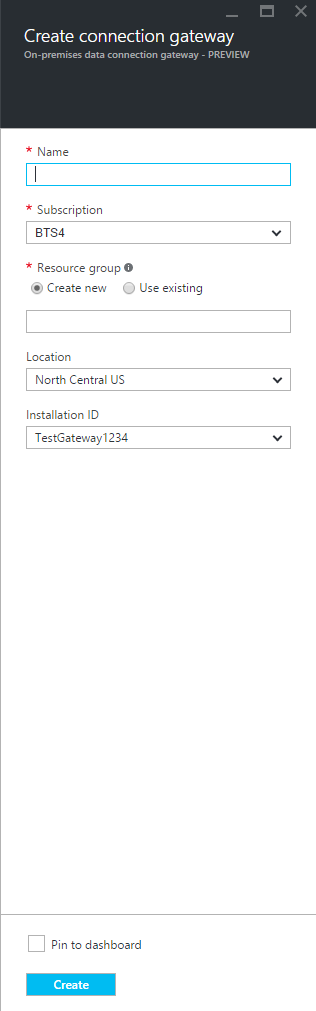 Create connection gateway
On-premises data connection gateway - PREVIEW
* Name
* Subscription
BTS4
* Resource group
Create new Use existing
Location
North Central US
Installation ID
TestGateway1234
Pin to dashboard
Create